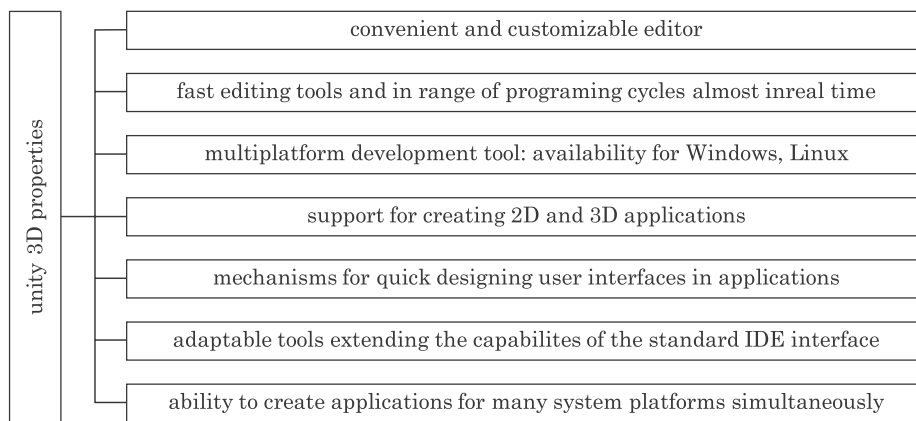 unity 3D properties
convenient and customizable editor
fast editing tools and in range of programing cycles almost inreal time
multiplatform development tool: availability for Windows, Linux
support for creating 2D and 3D applications
mechanisms for quick designing user interfaces in applications
adaptable tools extending the capabilites of the standard IDE interface
ability to create applications for many system platforms simultaneously